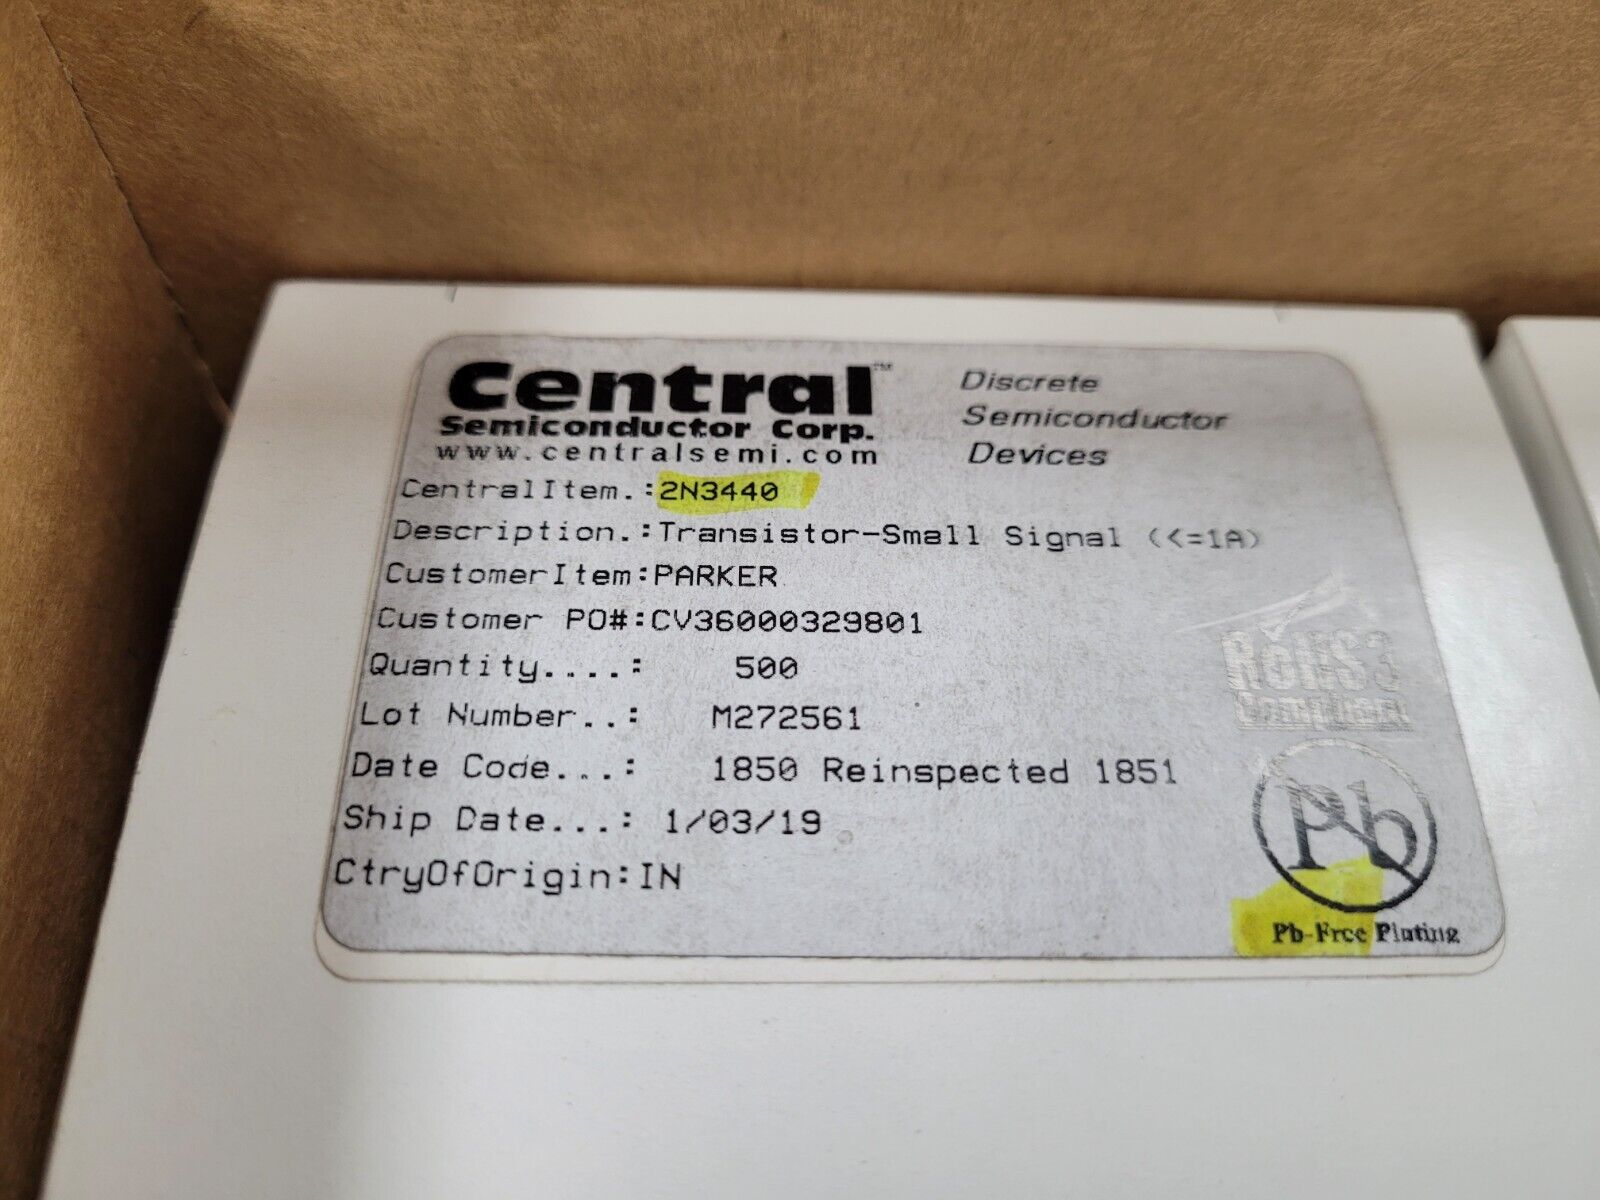 Central™
Semiconductor Corp.
www.centralsemi.com
Discrete
Semiconductor
Devices
CentralItem.:2N3440
Description.:Transistor-Small Signal (<=1A)
CustomerItem:PARKER
Customer PO#:CV36000329801
Quantity....: 500
Lot Number..: M272561
Date Code...: 1850 Reinspected 1851
Ship Date...: 1/03/19
CtryOfOrigin:IN
RoHS3
Compliant
Pb
Pb-Free Plating